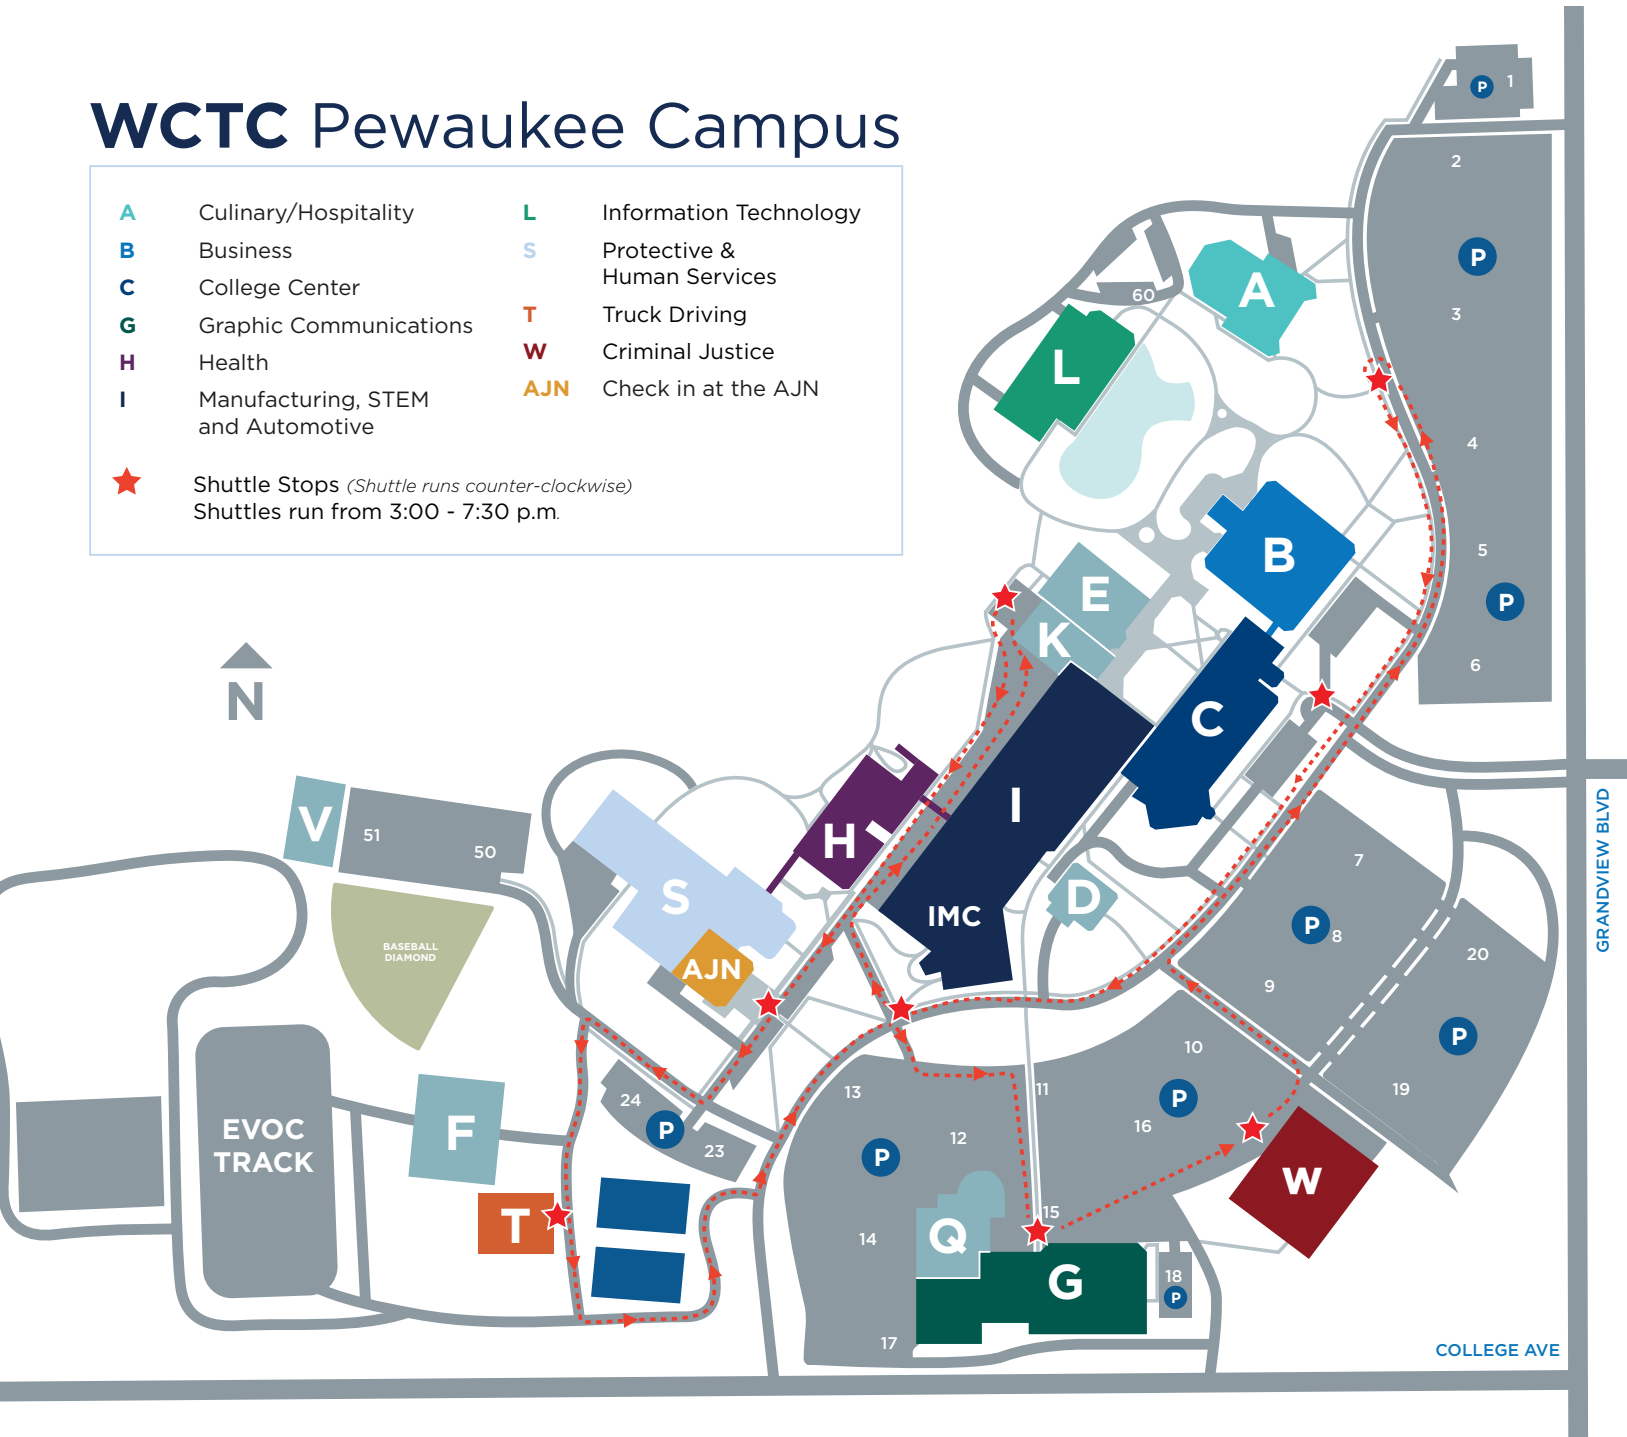 WCTC Pewaukee Campus
A Culinary/Hospitality
B Business
C College Center
G Graphic Communications
H Health
I Manufacturing, STEM
and Automotive
L Information Technology
S Protective &
Human Services
T Truck Driving
W Criminal Justice
AJN Check in at the AJN
Shuttle Stops (Shuttle runs counter-clockwise)
Shuttles run from 3:00 - 7:30 p.m.
P 1
2
P
3
4
5
P
6
60
A
L
B
E
K
C
I
IMC
H
D
S
AJN
N
V
51
50
BASEBALL
DIAMOND
EVOC
TRACK
F
T
24
P
23
7
P
8
9
20
P
19
10
11
P
16
13
12
P
14
Q
15
G
17
18
P
W
GRANDVIEW BLVD
COLLEGE AVE